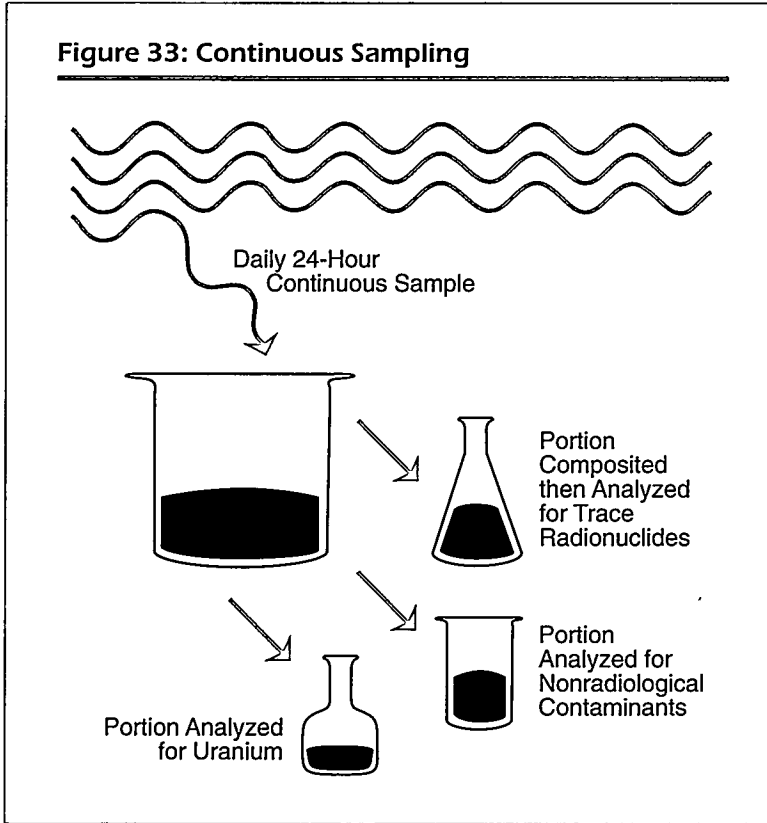 Figure 33: Continuous Sampling
Daily 24-Hour
Continuous Sample
Portion
Composited
then Analyzed
for Trace
Radionuclides
Portion
Analyzed for
Nonradiological
Contaminants
Portion Analyzed
for Uranium